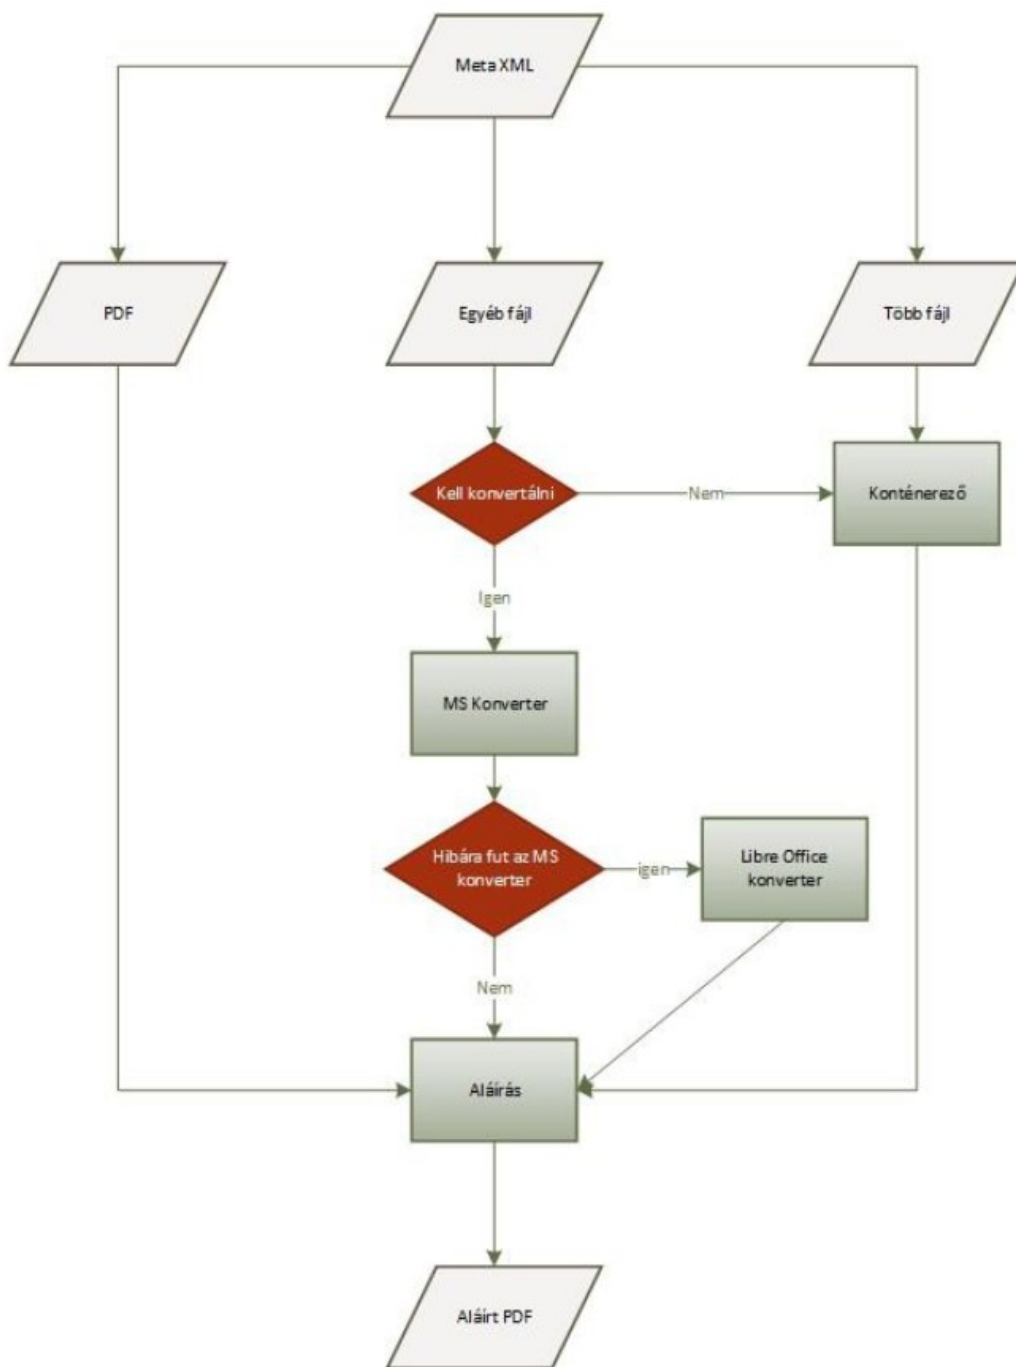 Meta XML
PDF
Egyéb fájl
Több fájl
Kell konvertálni
Nem
Konténerező
Igen
MS Konverter
Hibára fut az MS
konverter
igen
Libre Office
konverter
Nem
Aláírás
Aláírt PDF